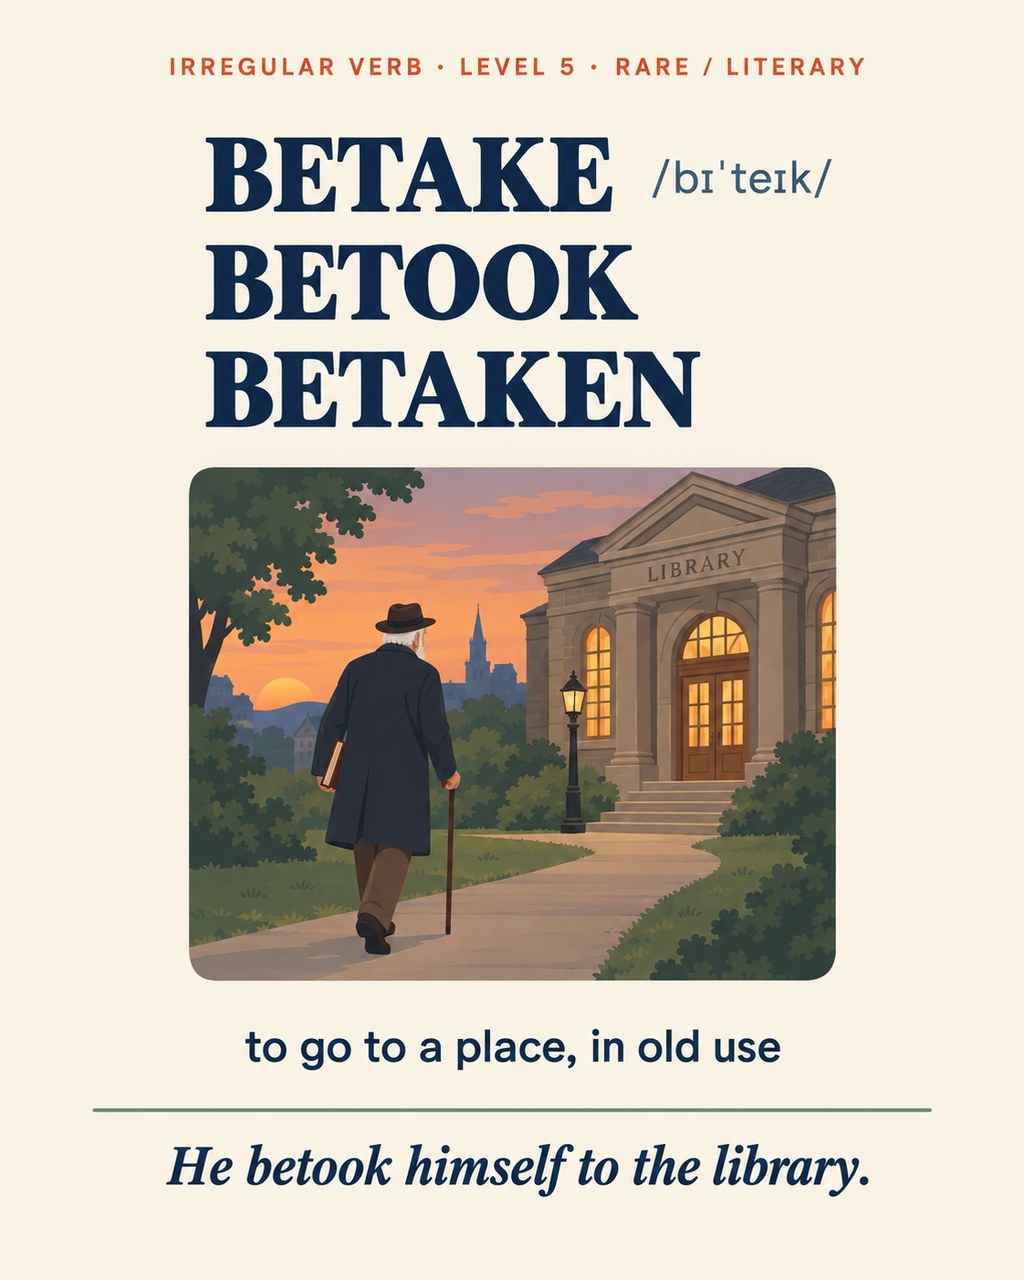 IRREGULAR VERB · LEVEL 5 · RARE / LITERARY
BETAKE /bɪˈteɪk/
BETOOK
BETAKEN
LIBRARY
to go to a place, in old use
He betook himself to the library.